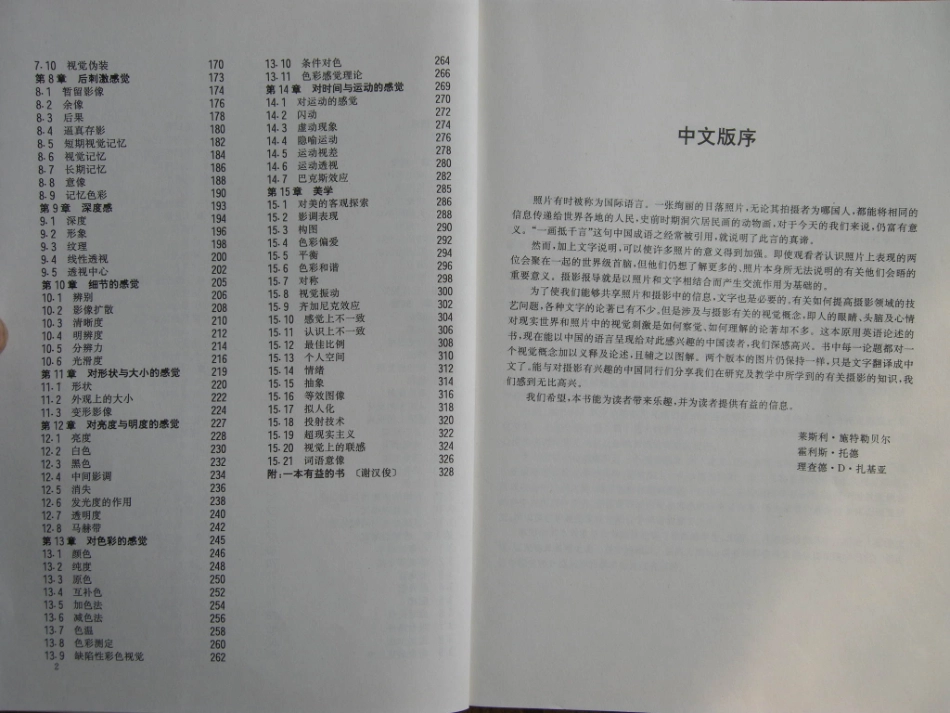 7·10 视觉伪装 170
第8章 后刺激感觉 173
8·1 暂留影像 174
8·2 余像 176
8·3 后果 178
8·4 逼真存影 180
8·5 短期视觉记忆 182
8·6 视觉记忆 184
8·7 长期记忆 186
8·8 意像 188
8·9 记忆色彩 190
第9章 深度感 193
9·1 深度 194
9·2 形象 196
9·3 纹理 198
9·4 线性透视 200
9·5 透视中心 202
第10章 细节的感觉 205
10·1 辨别 206
10·2 影像扩散 208
10·3 清晰度 210
10·4 明辨度 212
10·5 分辨力 214
10·6 光滑度 216
第11章 对形状与大小的感觉 219
11·1 形状 220
11·2 外观上的大小 222
11·3 变形影像 224
第12章 对亮度与明度的感觉 227
12·1 亮度 228
12·2 白色 230
12·3 黑色 232
12·4 中间影调 234
12·5 消失 236
12·6 发光度的作用 238
12·7 透明度 240
12·8 马赫带 242
第13章 对色彩的感觉 245
13·1 颜色 246
13·2 纯度 248
13·3 原色 250
13·4 互补色 252
13·5 加色法 254
13·6 减色法 256
13·7 色温 258
13·8 色彩测定 260
13·9 缺陷性彩色视觉 262
2
13·10 条件对色 264
13·11 色彩感觉理论 266
第14章 对时间与运动的感觉 269
14·1 对运动的感觉 270
14·2 闪动 272
14·3 虚动现象 274
14·4 隐喻运动 276
14·5 运动视差 278
14·6 运动透视 280
14·7 巴克斯效应 282
第15章 美学 285
15·1 对美的客观探索 286
15·2 影调表现 288
15·3 构图 290
15·4 色彩偏爱 292
15·5 平衡 294
15·6 色彩和谐 296
15·7 对称 298
15·8 视觉振动 300
15·9 齐加尼克效应 302
15·10 感觉上不一致 304
15·11 认识上不一致 306
15·12 最佳比例 308
15·13 个人空间 310
15·14 情绪 312
15·15 抽象 314
15·16 等效图像 316
15·17 拟人化 318
15·18 投射技术 320
15·19 超现实主义 322
15·20 视觉上的联感 324
15·21 词语意像 326
附:一本有益的书 (谢汉俊) 328
中文版序
照片有时被称为国际语言。一张绚丽的日落照片,无论其拍摄者为哪国人,都能将相同的
信息传递给世界各地的人民,史前时期洞穴居民画的动物画,对于今天的我们来说,仍富有意
义。“一画抵千言”这句中国成语之经常被引用,就说明了此言的真谛。
然而,加上文字说明,可以使许多照片的意义得到加强。即使观看者认识照片上表现的两
位会聚在一起的世界级首脑,但他们仍想了解更多的、照片本身所无法说明的有关他们会晤的
重要意义。摄影报导就是以照片和文字相结合而产生交流作用为基础的。
为了使我们能够共享照片和摄影中的信息,文字也是必要的。有关如何提高摄影领域的技
艺问题,各种文字的论著已有不少。但是涉及与摄影有关的视觉概念,即人的眼睛、头脑及心情
对现实世界和照片中的视觉刺激是如何察觉、如何理解的论著却不多。这本原用英语论述的
书,现在能以中国的语言呈现给对此感兴趣的中国读者,我们深感高兴。书中每一论题都对一
个视觉概念加以义释及论述,且辅之以图解。两个版本的图片仍保持一样,只是文字翻译成中
文了。能与对摄影有兴趣的中国同行们分享我们在研究及教学中所学到的有关摄影的知识,我
们感到无比高兴。
我们希望,本书能为读者带来乐趣,并为读者提供有益的信息。
莱斯利·施特勒贝尔
霍利斯·托德
理查德·D·扎基亚